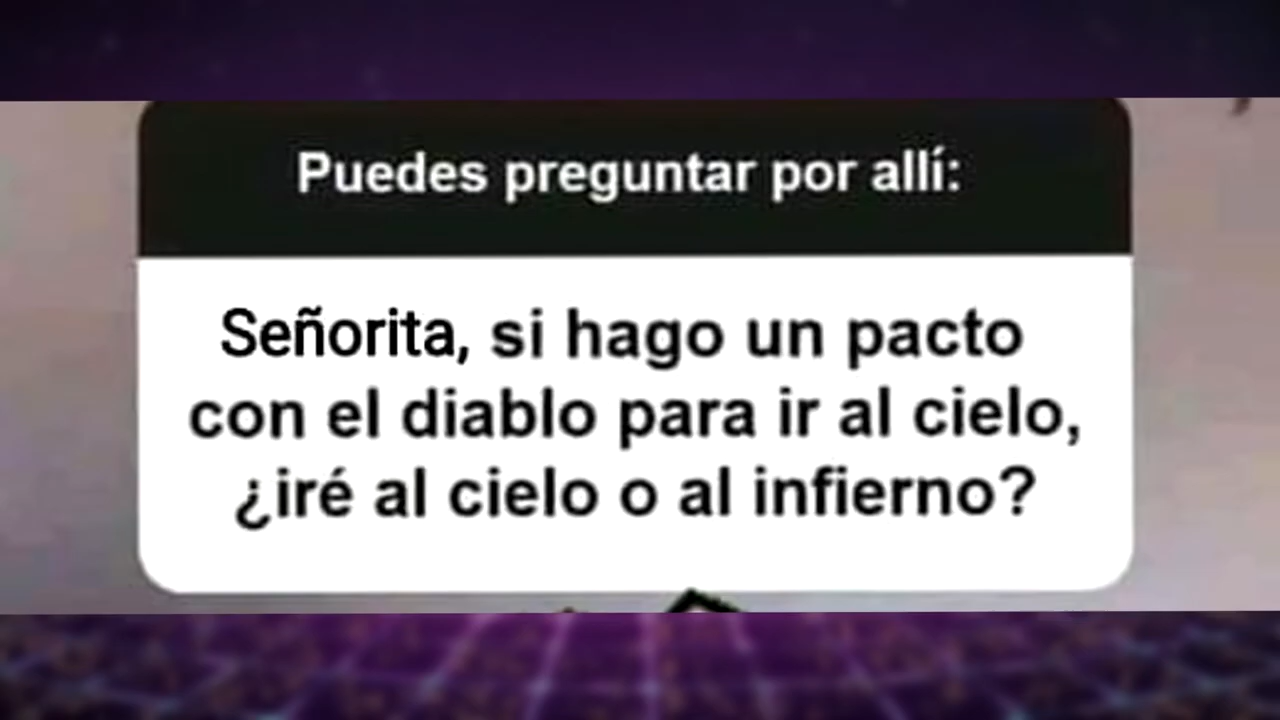 Puedes preguntar por allí:
Señorita, si hago un pacto
con el diablo para ir al cielo,
¿iré al cielo o al infierno?